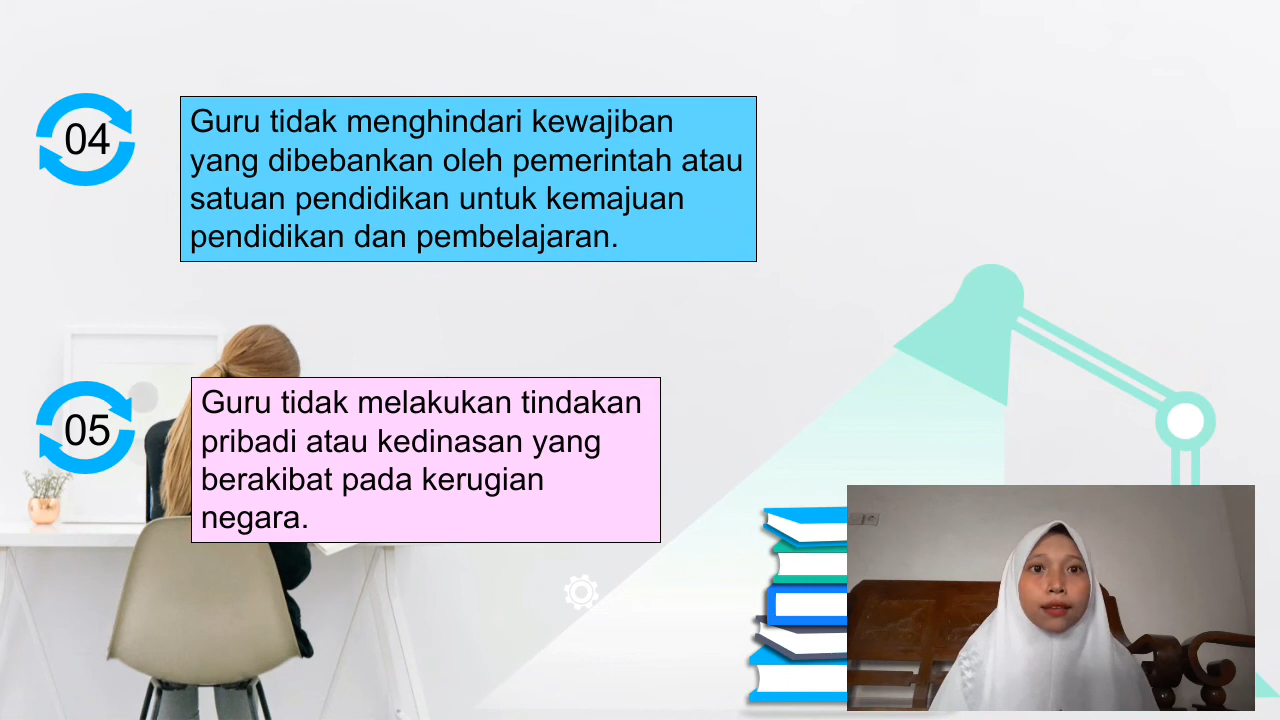 04
Guru tidak menghindari kewajiban
yang dibebankan oleh pemerintah atau
satuan pendidikan untuk kemajuan
pendidikan dan pembelajaran.
05
Guru tidak melakukan tindakan
pribadi atau kedinasan yang
berakibat pada kerugian
negara.